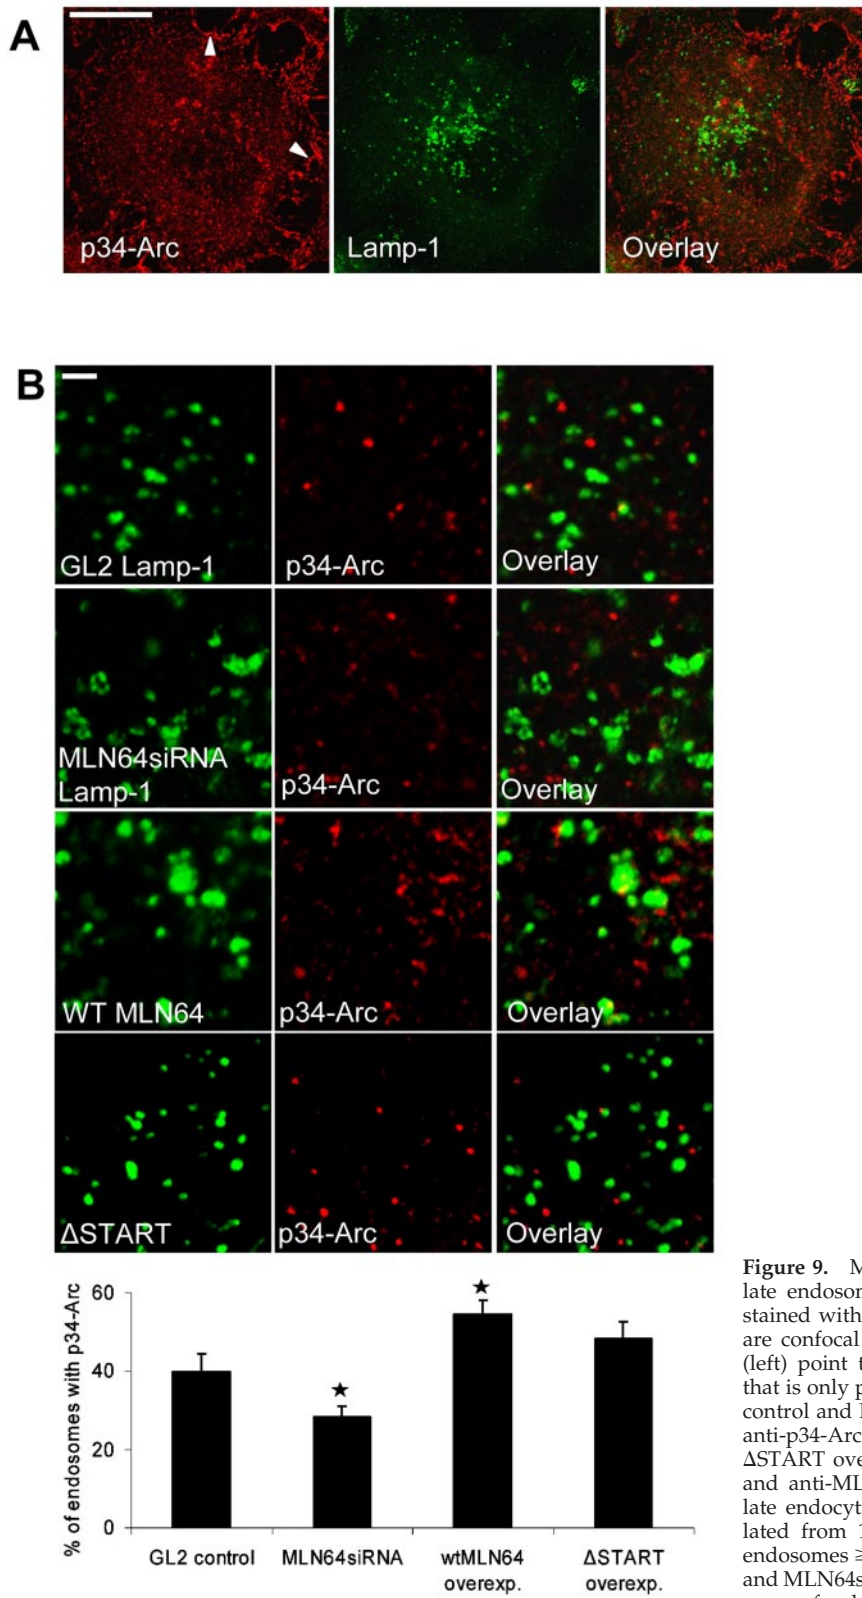 A
p34-Arc
Lamp-1
Overlay
B
GL2 Lamp-1
p34-Arc
Overlay
MLN64siRNA
Lamp-1
p34-Arc
Overlay
WT MLN64
p34-Arc
Overlay
ΔSTART
p34-Arc
Overlay
% of endosomes with p34-Arc
60
40
20
0
★
★
GL2 control
MLN64siRNA
wtMLN64
overexp.
ΔSTART
overexp.
Figure 9. M
late endosor
stained with
are confocal
(left) point t
that is only p
control and
anti-p34-Arc
ΔSTART ove
and anti-ML
late endocyt
lated from 1
endosomes ≥
and MLN64s